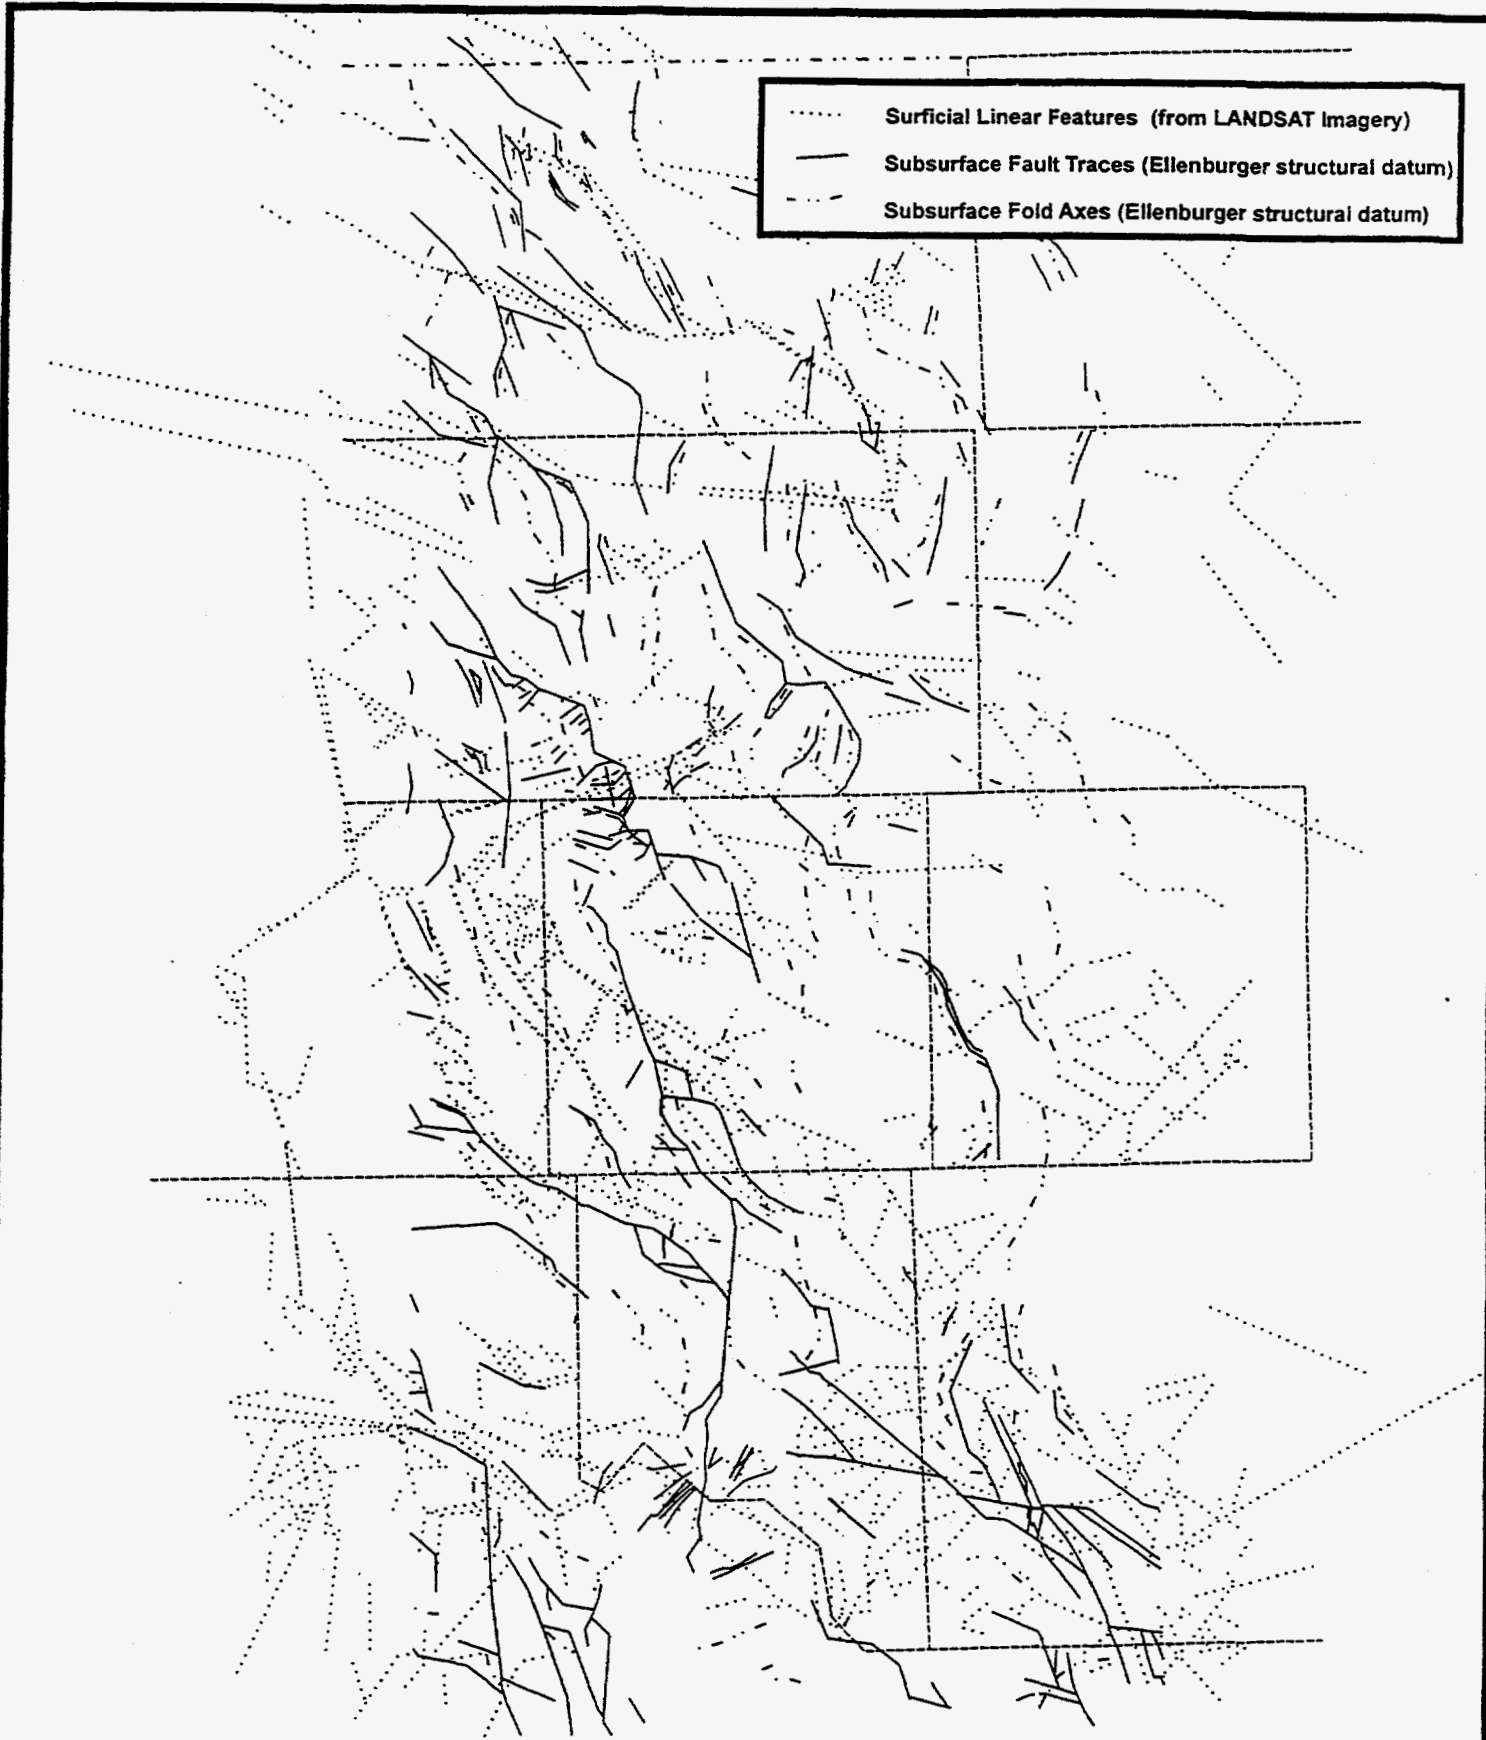 Surficial Linear Features (from LANDSAT Imagery)
Subsurface Fault Traces (Ellenburger structural datum)
Subsurface Fold Axes (Ellenburger structural datum)